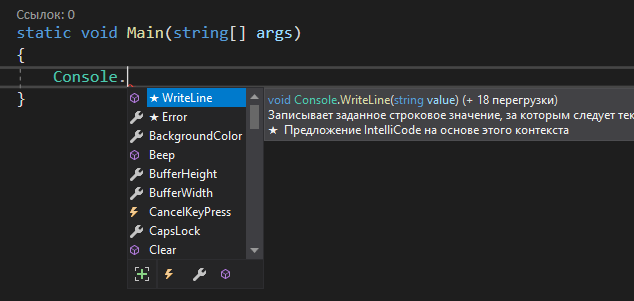 Ссылок: 0
static void Main(string[] args)
{
Console.
}
★ WriteLine
★ Error
BackgroundColor
Beep
BufferHeight
BufferWidth
CancelKeyPress
CapsLock
Clear
void Console.WriteLine(string value) (+ 18 перегрузки)
Записывает заданное строковое значение, за которым следует тек
★ Предложение IntelliCode на основе этого контекста